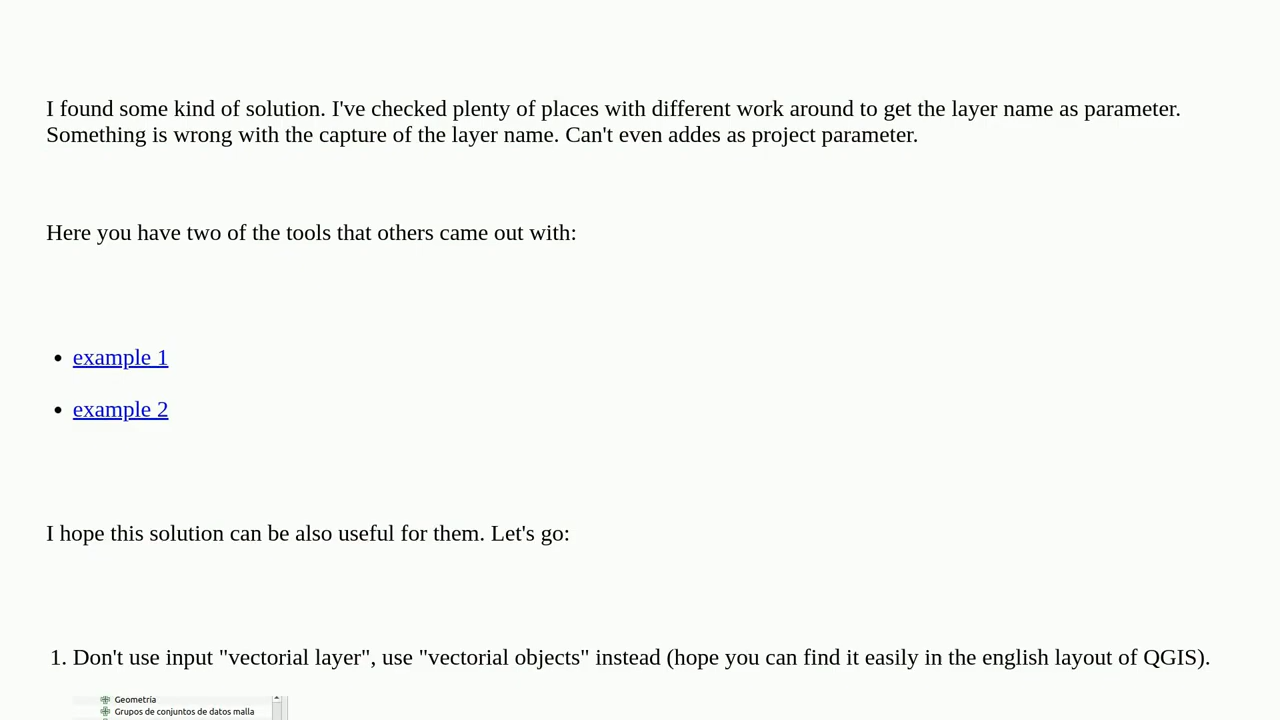 I found some kind of solution. I've checked plenty of places with different work around to get the layer name as parameter.
Something is wrong with the capture of the layer name. Can't even addes as project parameter.
Here you have two of the tools that others came out with:
• example 1
• example 2
I hope this solution can be also useful for them. Let's go:
1. Don't use input "vectorial layer", use "vectorial objects" instead (hope you can find it easily in the english layout of QGIS).
Geometría
Grupos de conjuntos de datos malla